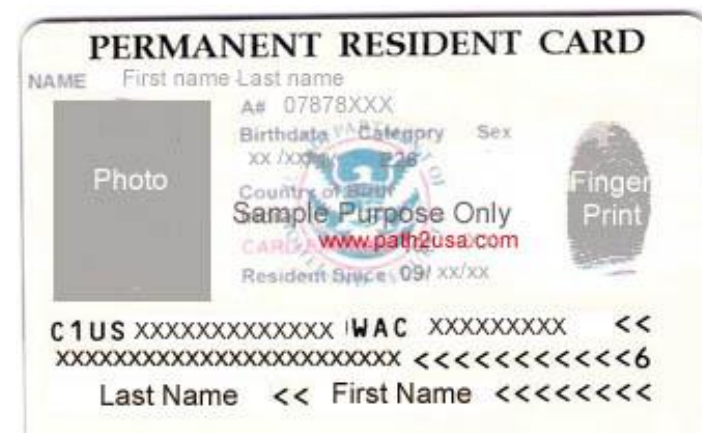 PERMANENT RESIDENT CARD
NAME First name Last name
A# 07878XXX
Birthdate Category Sex
Photo
Finger
Print
Country of Birth
Sample Purpose Only
www.path2usa.com
CARD
Resident Since 09/ xx/xx
C1US XXXXXXXXXXXXX WAC XXXXXXXXX <<
XXXXXXXXXXXXXXXXXXXXXXXXX <<<<<<<<<<<<6
Last Name << First Name <<<<<<<<